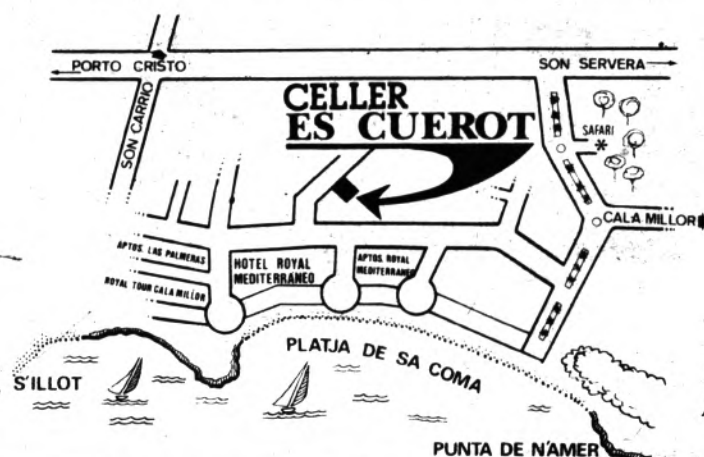 PORTO CRISTO
SON SERVERA
SON CARRIO
CELLER
ES CUEROT
SAFARI
CALA MILLOR
APTOS. LAS PALMERAS
ROYAL TOUR CALA MILLOR
HOTEL ROYAL
MEDITERRANEO
APTOS. ROYAL
MEDITERRANEO
PLATJA DE SA COMA
S'ILLOT
PUNTA DE N'AMER